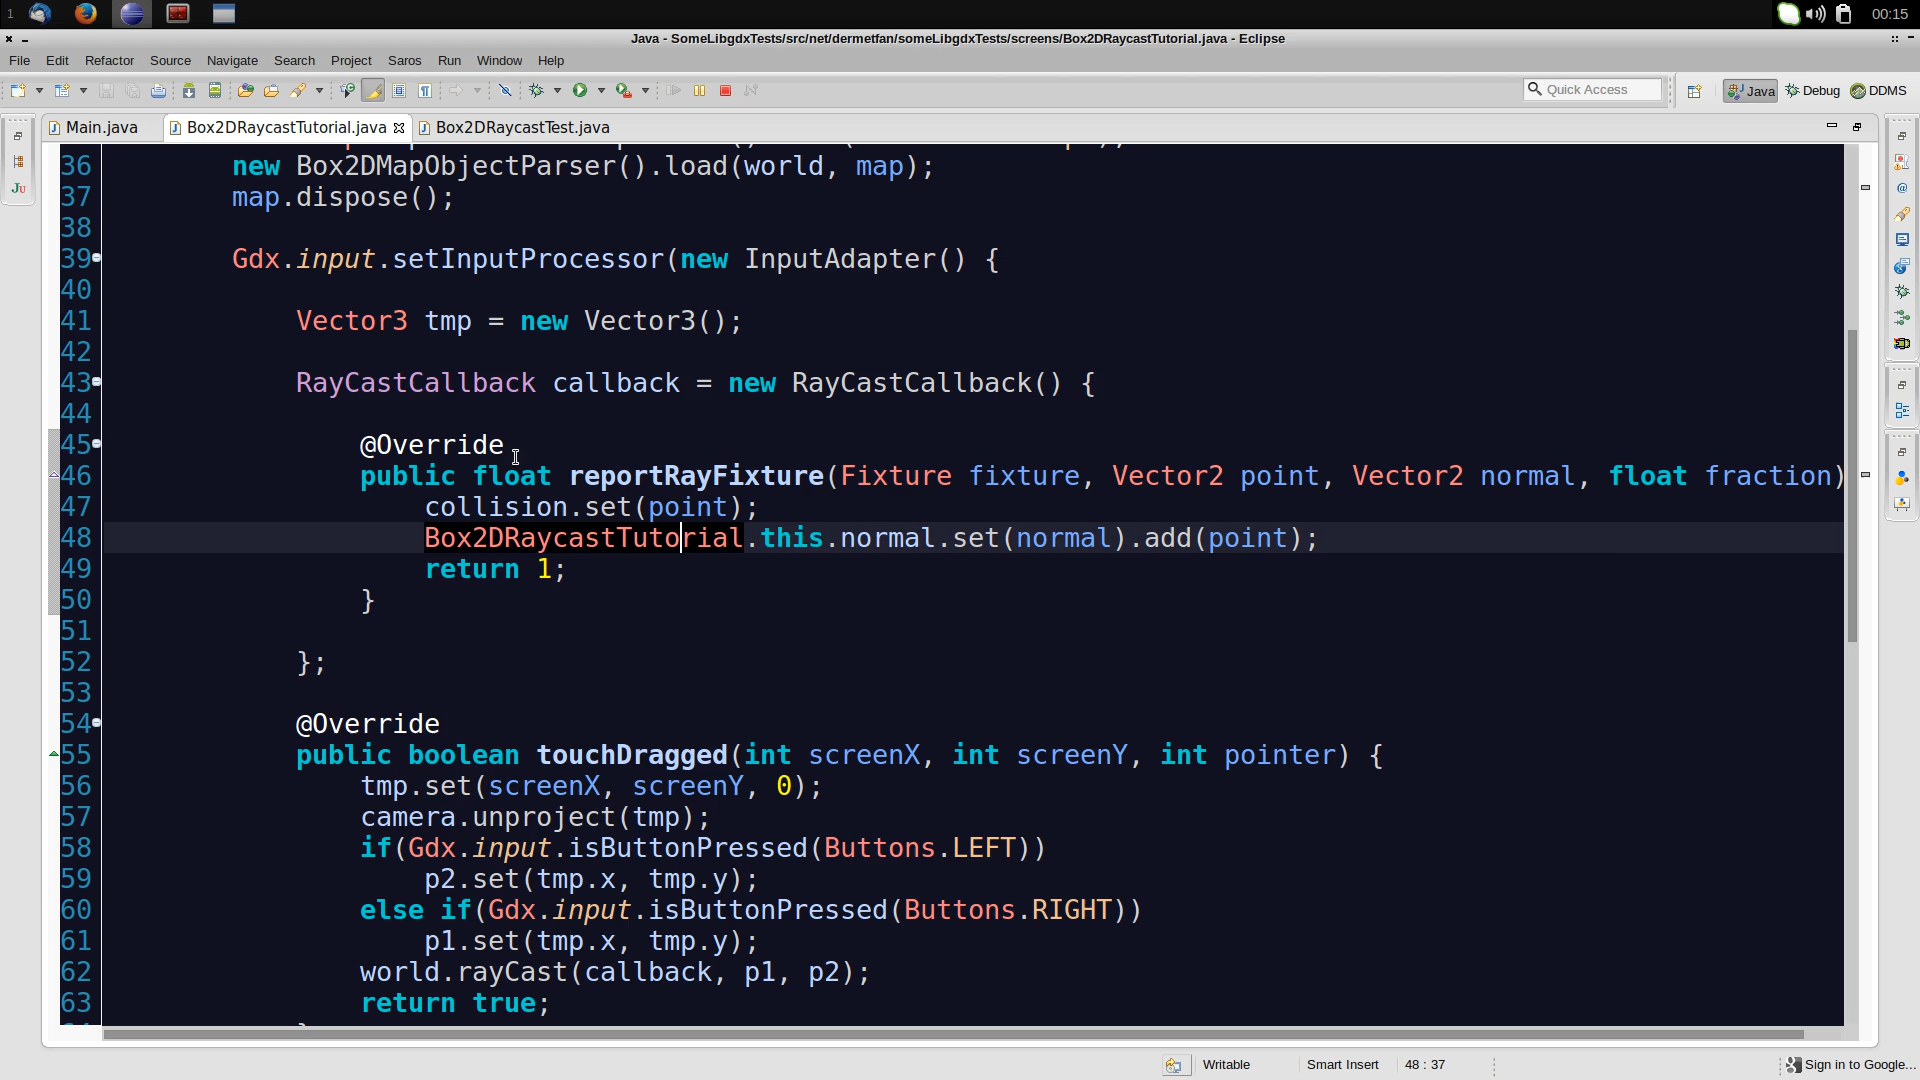 1
00:15
Java - SomeLibgdxTests/src/net/dermetfan/someLibgdxTests/screens/Box2DRaycastTutorial.java - Eclipse
File Edit Refactor Source Navigate Search Project Saros Run Window Help
Quick Access
Java Debug DDMS
Main.java Box2DRaycastTutorial.java Box2DRaycastTest.java
36 new Box2DMapObjectParser().load(world, map);
37 map.dispose();
38
39 Gdx.input.setInputProcessor(new InputAdapter() {
40
41 Vector3 tmp = new Vector3();
42
43 RayCastCallback callback = new RayCastCallback() {
44
45 @Override
46 public float reportRayFixture(Fixture fixture, Vector2 point, Vector2 normal, float fraction)
47 collision.set(point);
48 Box2DRaycastTutorial.this.normal.set(normal).add(point);
49 return 1;
50 }
51
52 };
53
54 @Override
55 public boolean touchDragged(int screenX, int screenY, int pointer) {
56 tmp.set(screenX, screenY, 0);
57 camera.unproject(tmp);
58 if(Gdx.input.isButtonPressed(Buttons.LEFT))
59 p2.set(tmp.x, tmp.y);
60 else if(Gdx.input.isButtonPressed(Buttons.RIGHT))
61 p1.set(tmp.x, tmp.y);
62 world.rayCast(callback, p1, p2);
63 return true;
Writable Smart Insert 48 : 37 Sign in to Google...